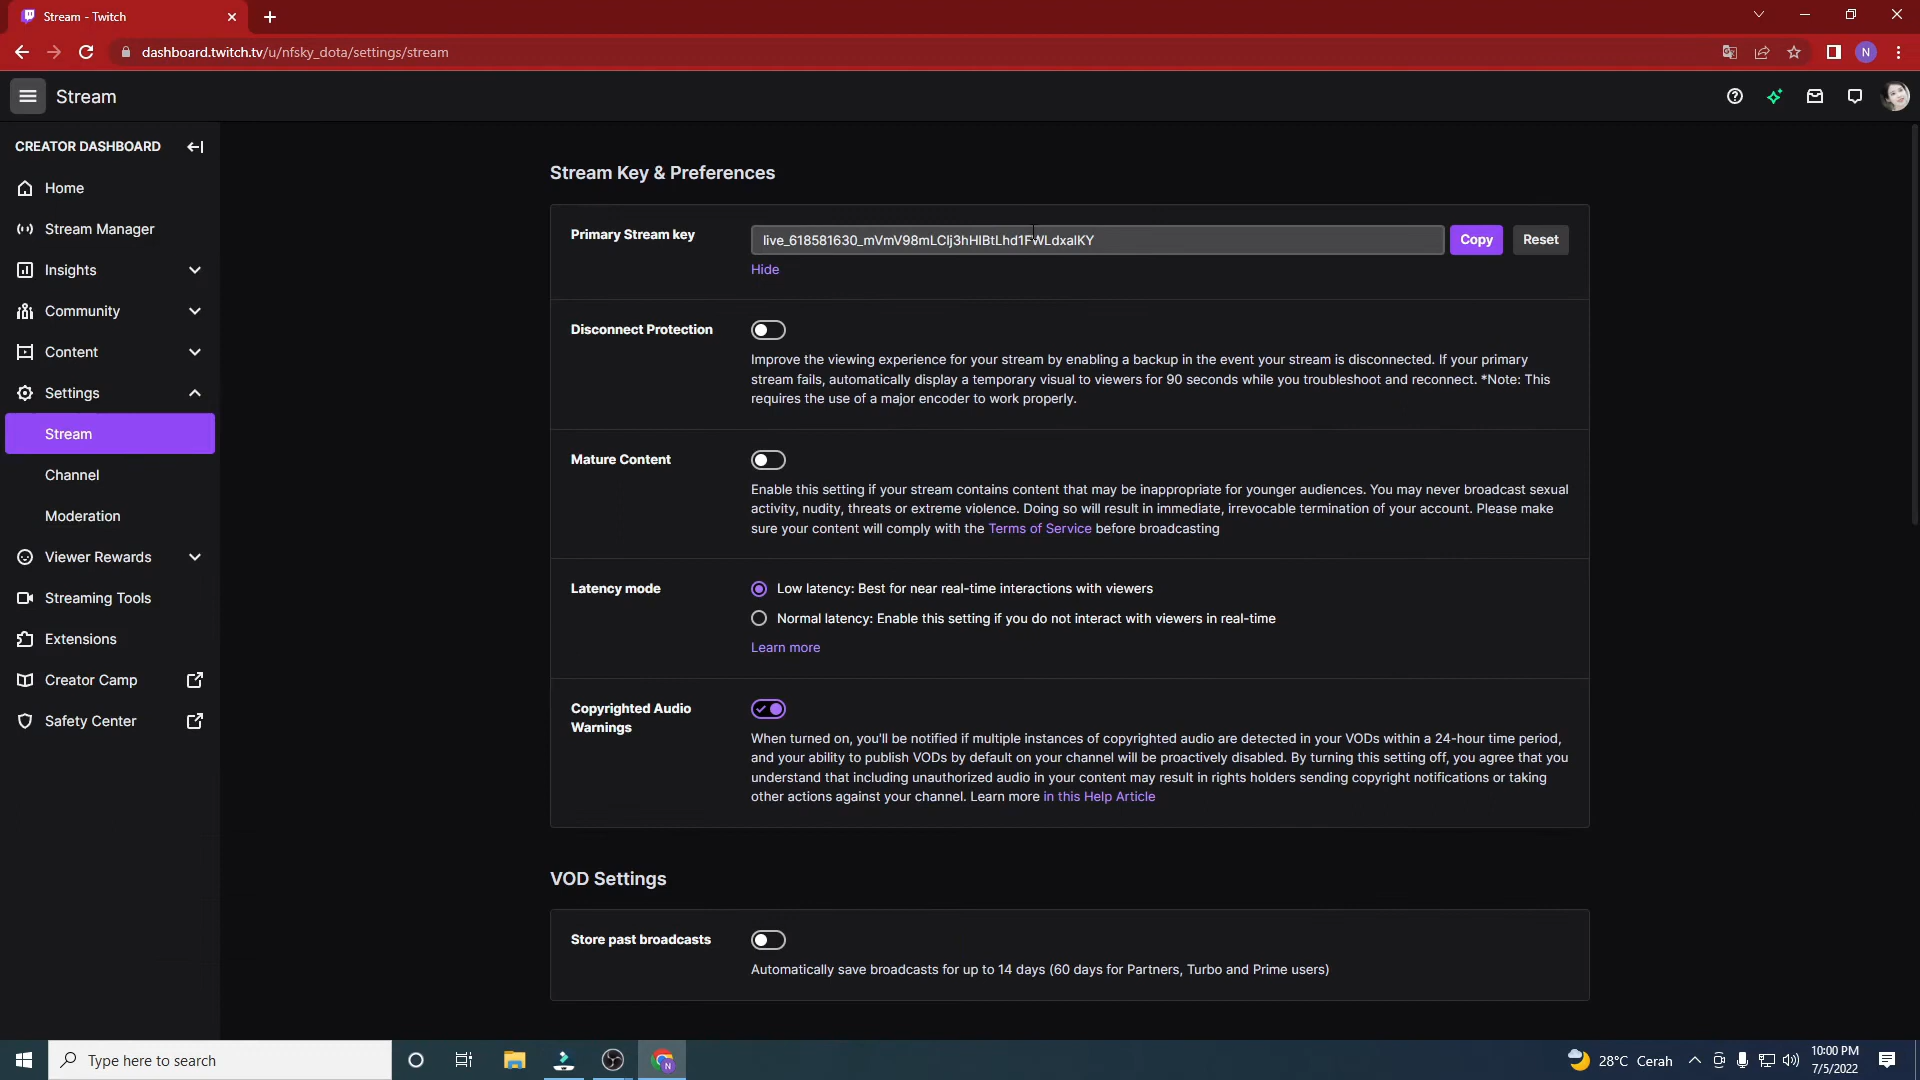 Stream - Twitch
dashboard.twitch.tv/u/nfsky_dota/settings/stream
N
Stream
CREATOR DASHBOARD
Home
Stream Manager
Insights
Community
Content
Settings
Stream
Channel
Moderation
Viewer Rewards
Streaming Tools
Extensions
Creator Camp
Safety Center
Stream Key & Preferences
Primary Stream key
Copy
Reset
Hide
Disconnect Protection
Improve the viewing experience for your stream by enabling a backup in the event your stream is disconnected. If your primary
stream fails, automatically display a temporary visual to viewers for 90 seconds while you troubleshoot and reconnect. *Note: This
requires the use of a major encoder to work properly.
Mature Content
Enable this setting if your stream contains content that may be inappropriate for younger audiences. You may never broadcast sexual
activity, nudity, threats or extreme violence. Doing so will result in immediate, irrevocable termination of your account. Please make
sure your content will comply with the Terms of Service before broadcasting
Latency mode
Low latency: Best for near real-time interactions with viewers
Normal latency: Enable this setting if you do not interact with viewers in real-time
Learn more
Copyrighted Audio
Warnings
When turned on, you'll be notified if multiple instances of copyrighted audio are detected in your VODs within a 24-hour time period,
and your ability to publish VODs by default on your channel will be proactively disabled. By turning this setting off, you agree that you
understand that including unauthorized audio in your content may result in rights holders sending copyright notifications or taking
other actions against your channel. Learn more in this Help Article
VOD Settings
Store past broadcasts
Automatically save broadcasts for up to 14 days (60 days for Partners, Turbo and Prime users)
Type here to search
28°C Cerah
10:00 PM
7/5/2022